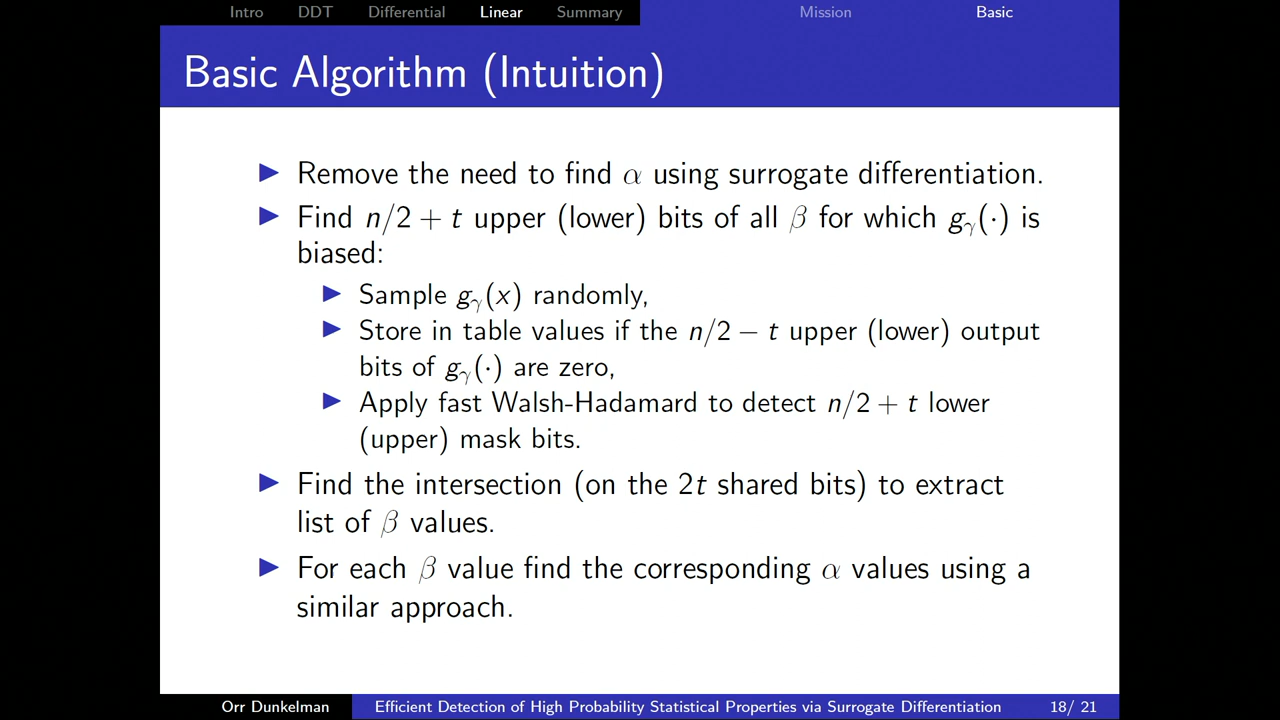 Intro DDT Differential Linear Summary Mission Basic
Basic Algorithm (Intuition)
▶ Remove the need to find α using surrogate differentiation.
▶ Find n/2 + t upper (lower) bits of all β for which gγ(·) is
biased:
▶ Sample gγ(x) randomly,
▶ Store in table values if the n/2 − t upper (lower) output
bits of gγ(·) are zero,
▶ Apply fast Walsh-Hadamard to detect n/2 + t lower
(upper) mask bits.
▶ Find the intersection (on the 2t shared bits) to extract
list of β values.
▶ For each β value find the corresponding α values using a
similar approach.
Orr Dunkelman Efficient Detection of High Probability Statistical Properties via Surrogate Differentiation 18/ 21